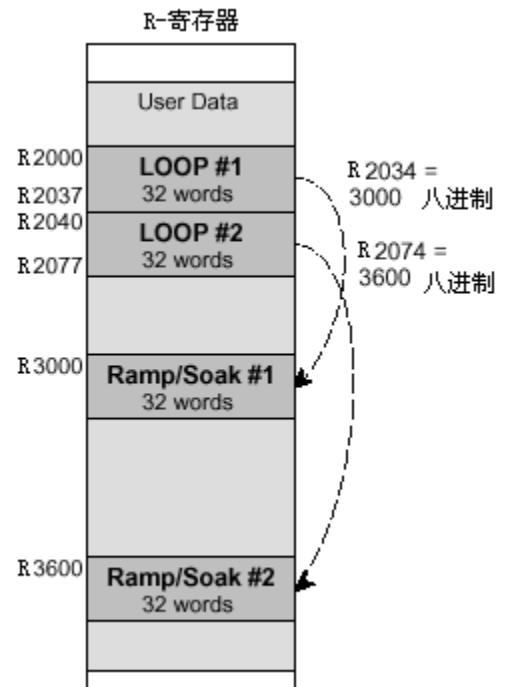 R-寄存器
User Data
R2000
LOOP #1
32 words
R2037
R2034 =
3000 八进制
R2040
LOOP #2
32 words
R2077
R2074 =
3600 八进制
R3000
Ramp/Soak #1
32 words
R3600
Ramp/Soak #2
32 words